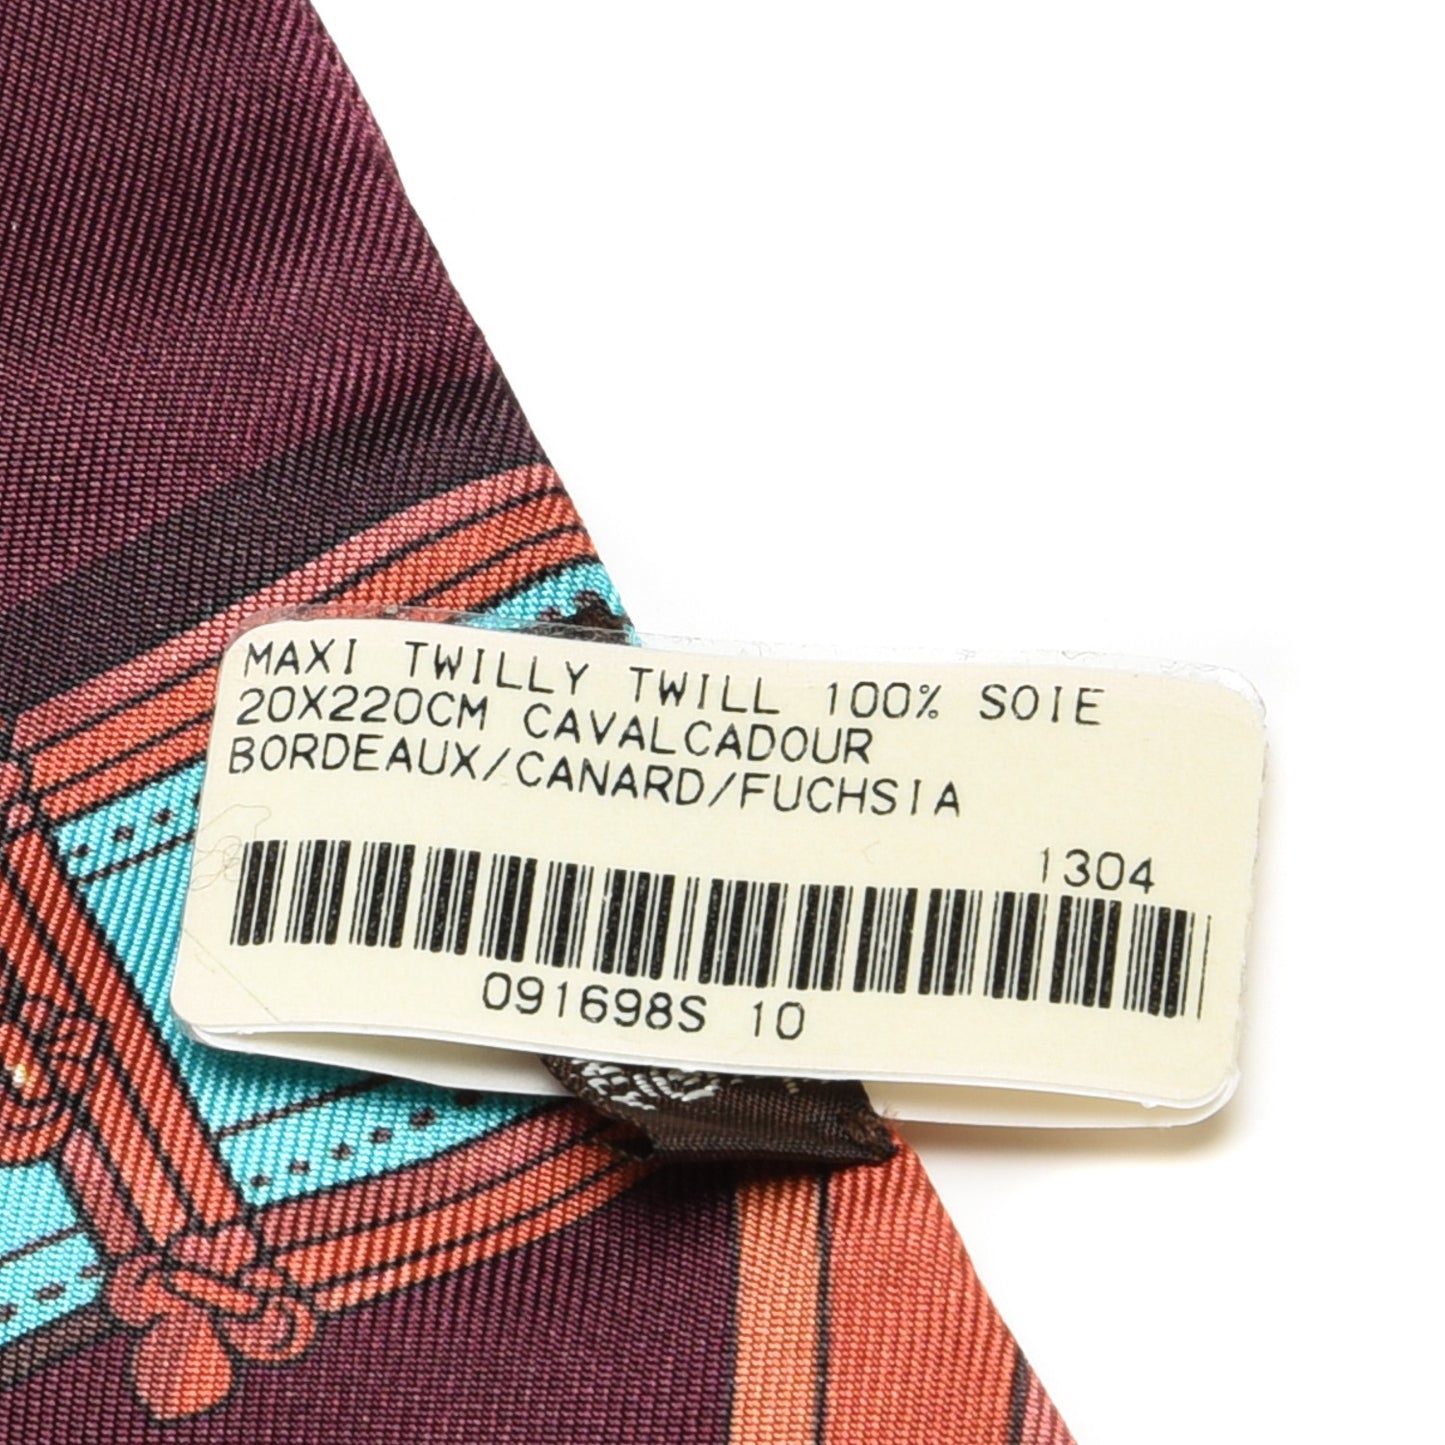 MAXI TWILLY TWILL 100% SOIE
20X220CM CAVALCADOUR
BORDEAUX/CANARD/FUCHSIA
1304
091698S 10